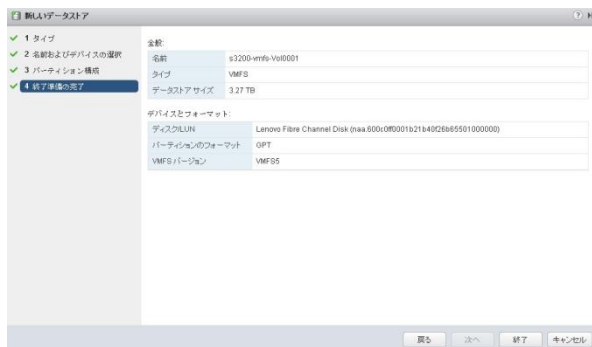 新しいデータストア
1 タイプ
2 名前およびデバイスの選択
3 パーティション構成
4 終了準備の完了
全般:
名前 s3200-vmfs-Vol0001
タイプ VMFS
データストア サイズ 3.27 TB
デバイスとフォーマット:
ディスク/LUN Lenovo Fibre Channel Disk (naa.600c0ff0001b21b40f26b65501000000)
パーティションのフォーマット GPT
VMFS バージョン VMFS5
戻る 次へ 終了 キャンセル